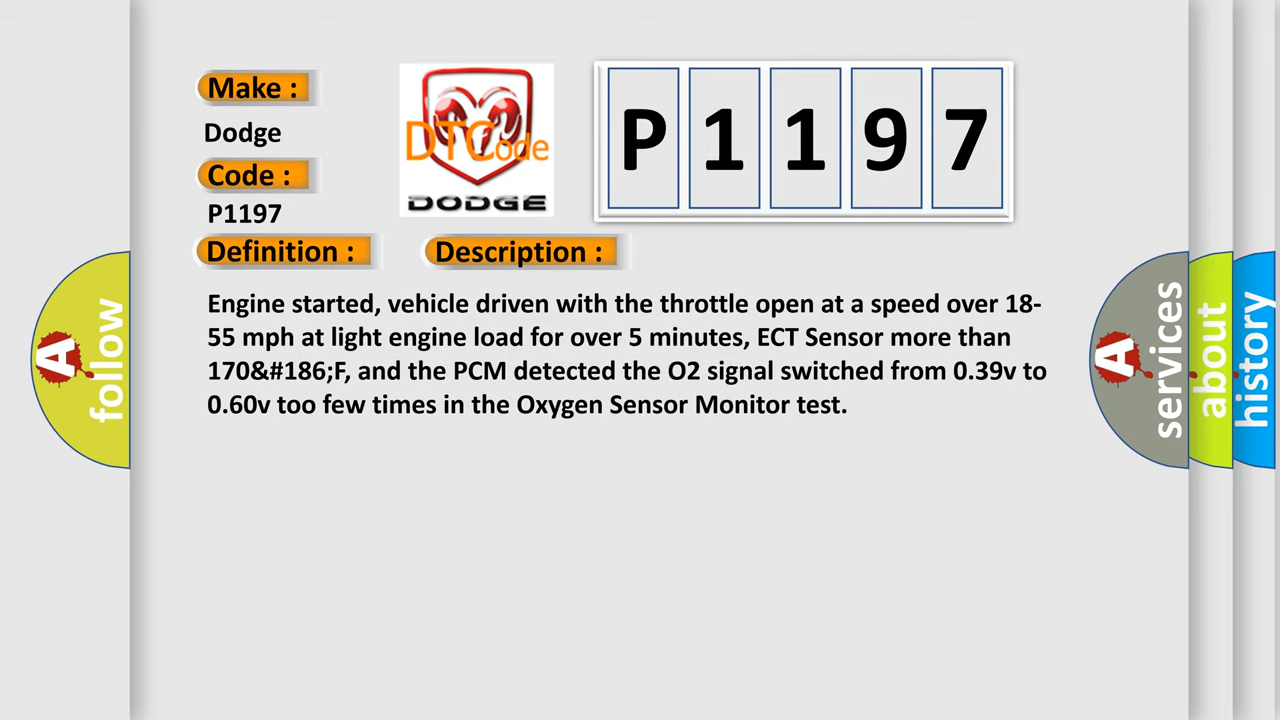 Make :
Dodge
Code :
P1197
DTCode
DODGE
P 1 1 9 7
Definition :
Description :
Engine started, vehicle driven with the throttle open at a speed over 18-
55 mph at light engine load for over 5 minutes, ECT Sensor more than
170&#186;F, and the PCM detected the O2 signal switched from 0.39v to
0.60v too few times in the Oxygen Sensor Monitor test.
A follow
A services
about
history